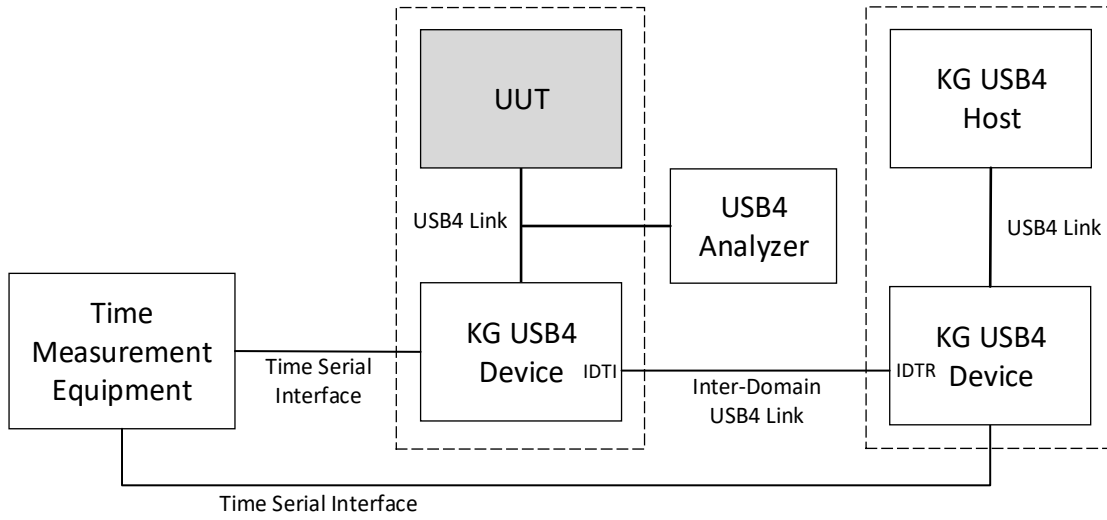 UUT
KG USB4
Host
USB4 Link
USB4
Analyzer
USB4 Link
Time
Measurement
Equipment
Time Serial
Interface
KG USB4
Device
IDTI
Inter-Domain
USB4 Link
IDTR
KG USB4
Device
Time Serial Interface